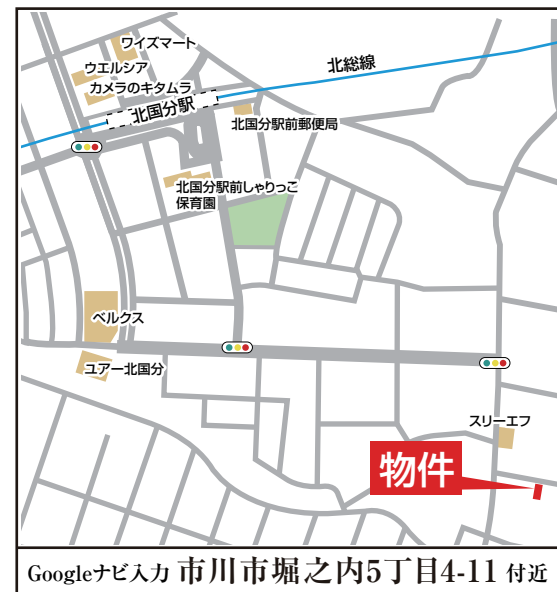 ワイズマート
ウエルシア
カメラのキタムラ
北総線
北国分駅
北国分駅前郵便局
北国分駅前しゃりっこ
保育園
ベルクス
ユアー北国分
スリーエフ
物件
Googleナビ入力 市川市堀之内5丁目4-11 付近